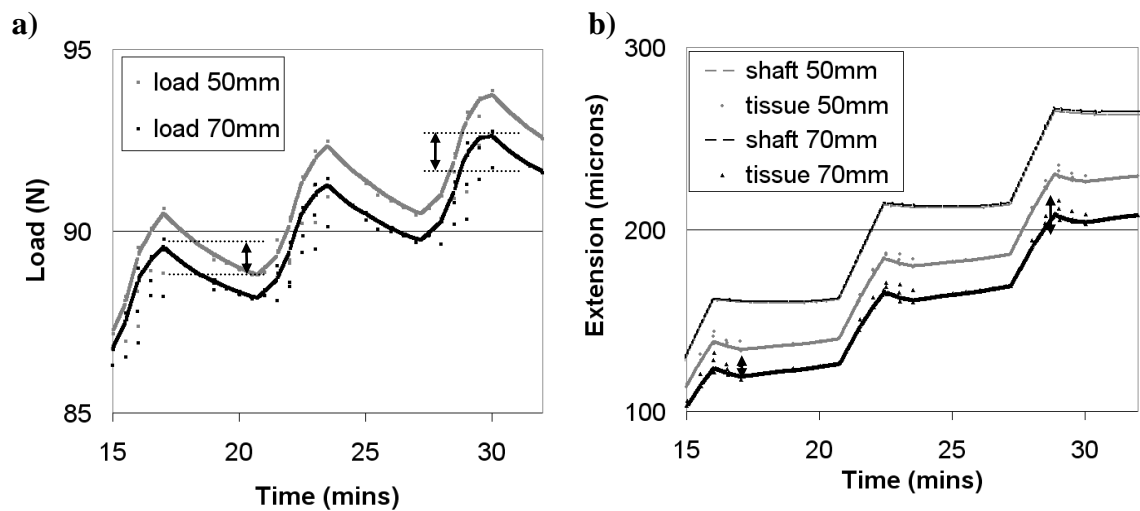 a)
95
90
85
Load (N)
load 50mm
load 70mm
15
20
25
30
Time (mins)
b)
300
200
100
Extension (microns)
shaft 50mm
tissue 50mm
shaft 70mm
tissue 70mm
15
20
25
30
Time (mins)